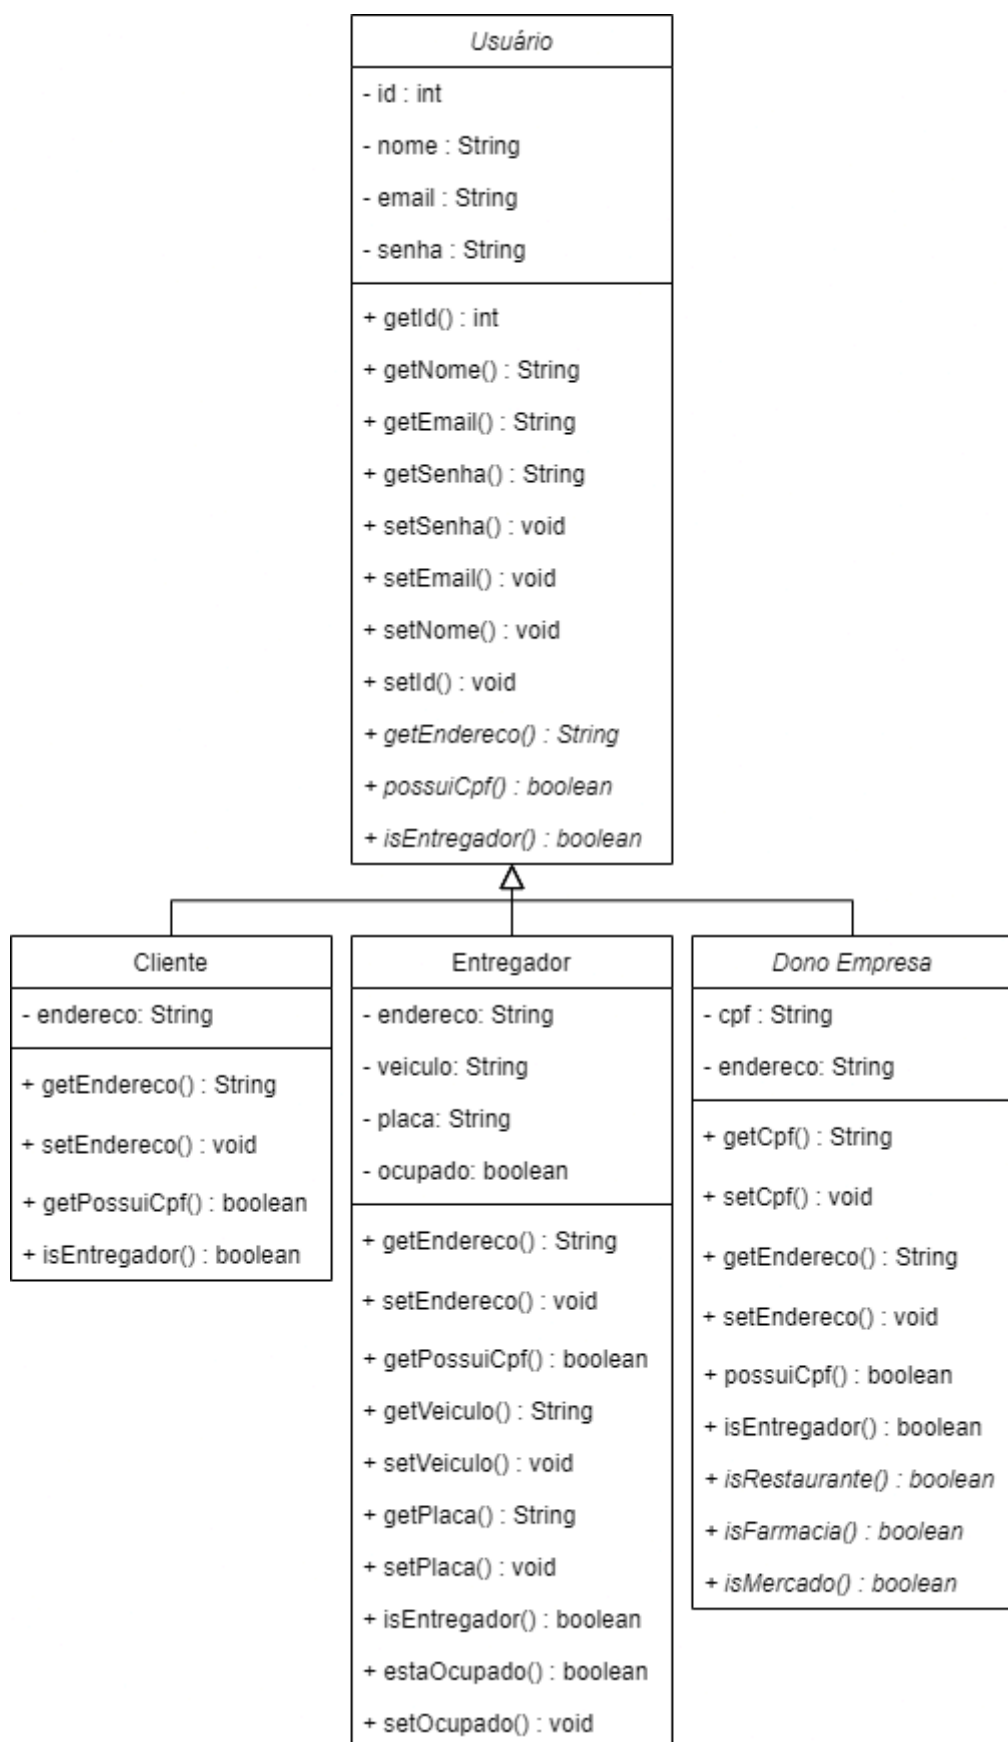 Usuário
- id : int
- nome : String
- email : String
- senha : String
+ getId() : int
+ getNome() : String
+ getEmail() : String
+ getSenha() : String
+ setSenha() : void
+ setEmail() : void
+ setNome() : void
+ setId() : void
+ getEndereco() : String
+ possuiCpf() : boolean
+ isEntregador() : boolean
Cliente
- endereco: String
+ getEndereco() : String
+ setEndereco() : void
+ getPossuiCpf() : boolean
+ isEntregador() : boolean
Entregador
- endereco: String
- veiculo: String
- placa: String
- ocupado: boolean
+ getEndereco() : String
+ setEndereco() : void
+ getPossuiCpf() : boolean
+ getVeiculo() : String
+ setVeiculo() : void
+ getPlaca() : String
+ setPlaca() : void
+ isEntregador() : boolean
+ estaOcupado() : boolean
+ setOcupado() : void
Dono Empresa
- cpf : String
- endereco: String
+ getCpf() : String
+ setCpf() : void
+ getEndereco() : String
+ setEndereco() : void
+ possuiCpf() : boolean
+ isEntregador() : boolean
+ isRestaurante() : boolean
+ isFarmacia() : boolean
+ isMercado() : boolean